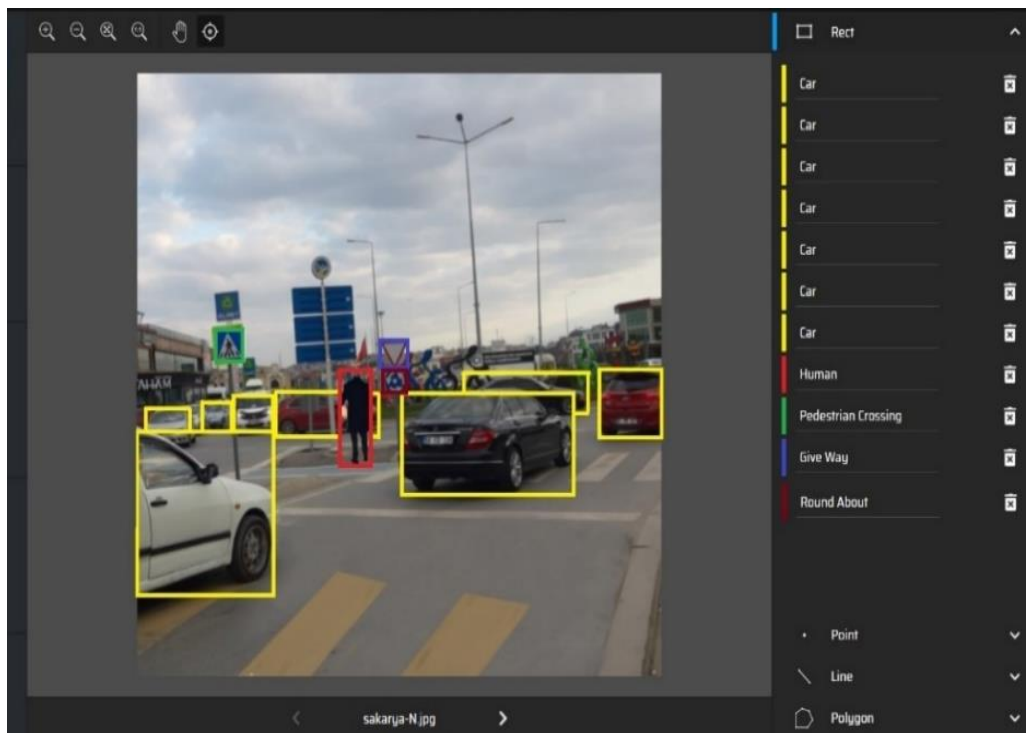 Rect
Car
Car
Car
Car
Car
Car
Car
Human
Pedestrian Crossing
Give Way
Round About
Point
Line
Polygon
sakarya-N.jpg